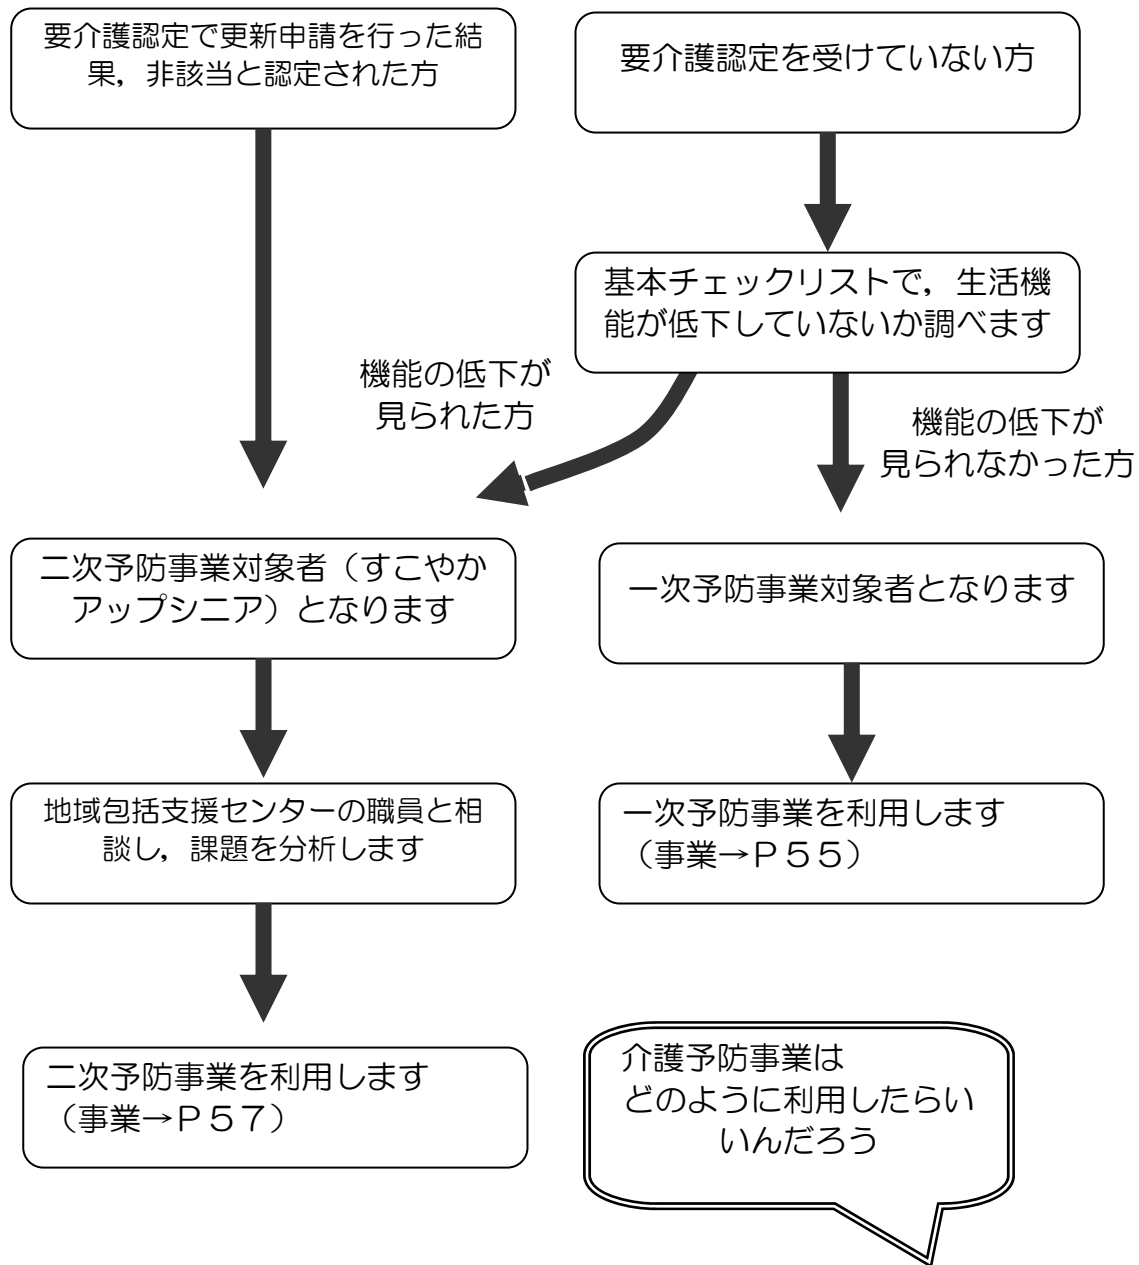 要介護認定で更新申請を行った結
果，非該当と認定された方
要介護認定を受けていない方
基本チェックリストで，生活機
能が低下していないか調べます
機能の低下が
見られた方
機能の低下が
見られなかった方
二次予防事業対象者（すこやか
アップシニア）となります
一次予防事業対象者となります
地域包括支援センターの職員と相
談し，課題を分析します
一次予防事業を利用します
（事業→Ｐ５５）
二次予防事業を利用します
（事業→Ｐ５７）
介護予防事業は
どのように利用したらい
いんだろう